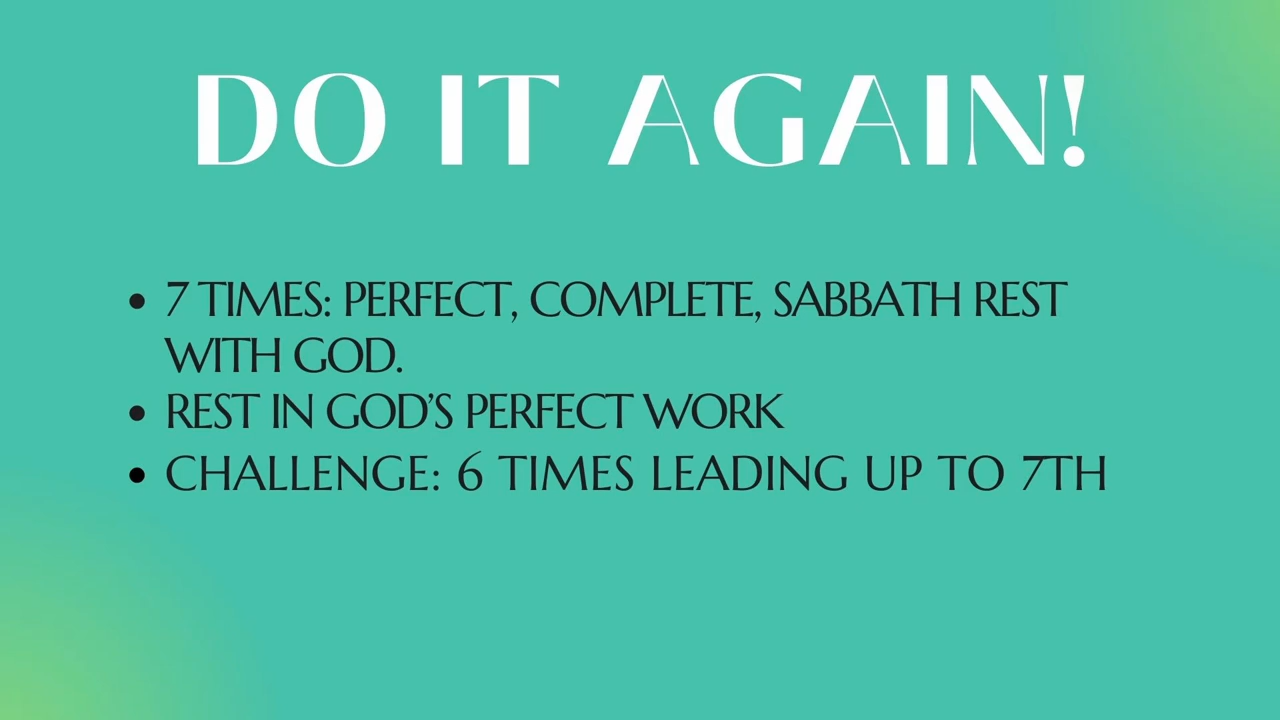 DO IT AGAIN!
• 7 TIMES: PERFECT, COMPLETE, SABBATH REST
WITH GOD.
• REST IN GOD’S PERFECT WORK
• CHALLENGE: 6 TIMES LEADING UP TO 7TH